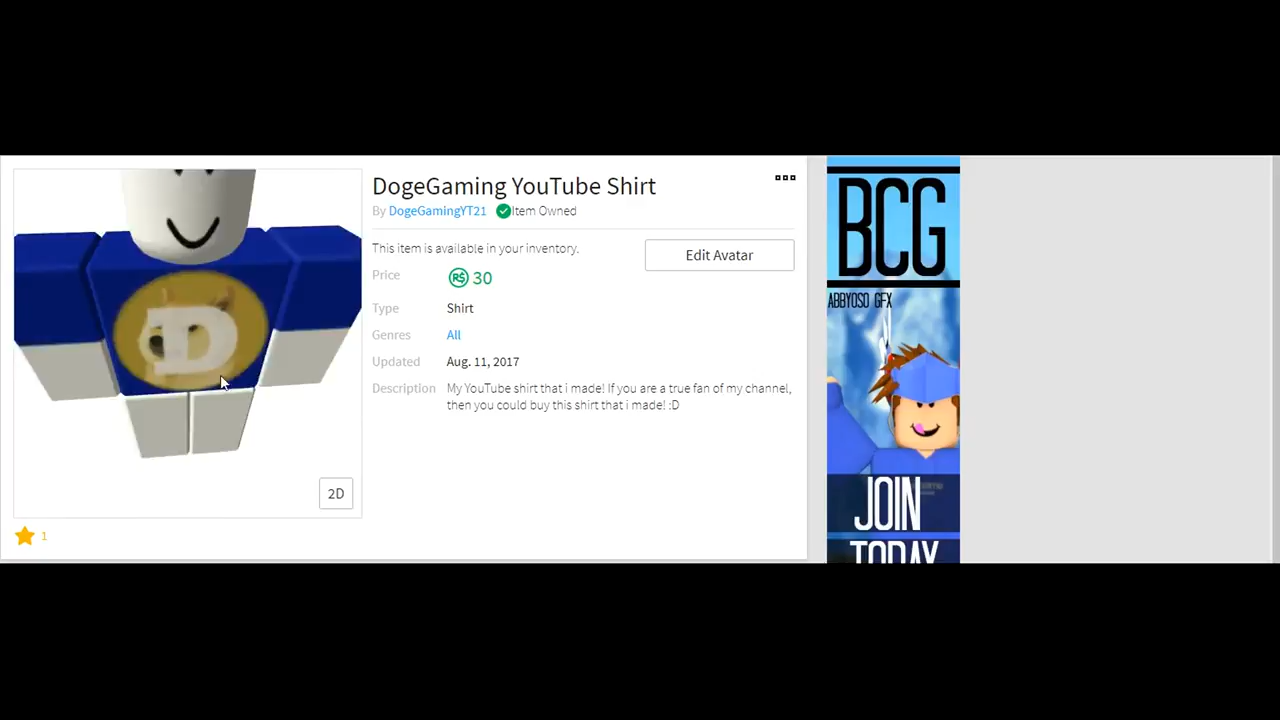 DogeGaming YouTube Shirt
By DogeGamingYT21 Item Owned
This item is available in your inventory.
Edit Avatar
Price R$ 30
Type Shirt
Genres All
Updated Aug. 11, 2017
Description My YouTube shirt that i made! If you are a true fan of my channel,
then you could buy this shirt that i made! :D
D
2D
1
BCG
ABBYOSO GFX
JOIN
TODAY